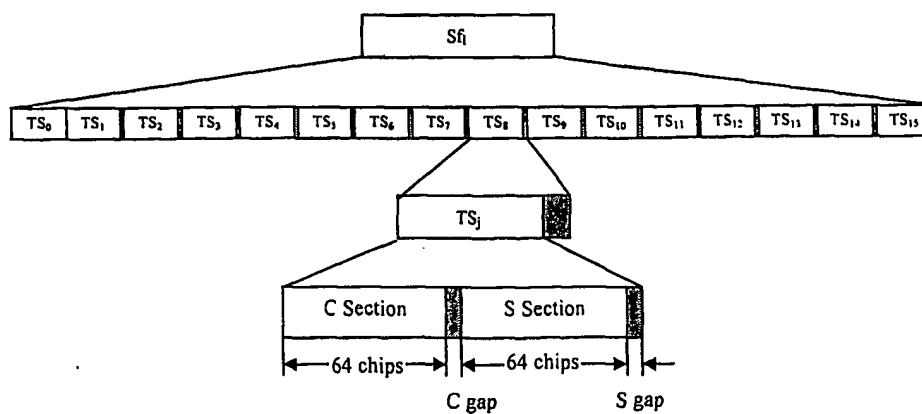 Sf₁
TS₀ TS₁ TS₂ TS₃ TS₄ TS₅ TS₆ TS₇ TS₈ TS₉ TS₁₀ TS₁₁ TS₁₂ TS₁₃ TS₁₄ TS₁₅
TSⱼ
C Section S Section
64 chips 64 chips
C gap S gap